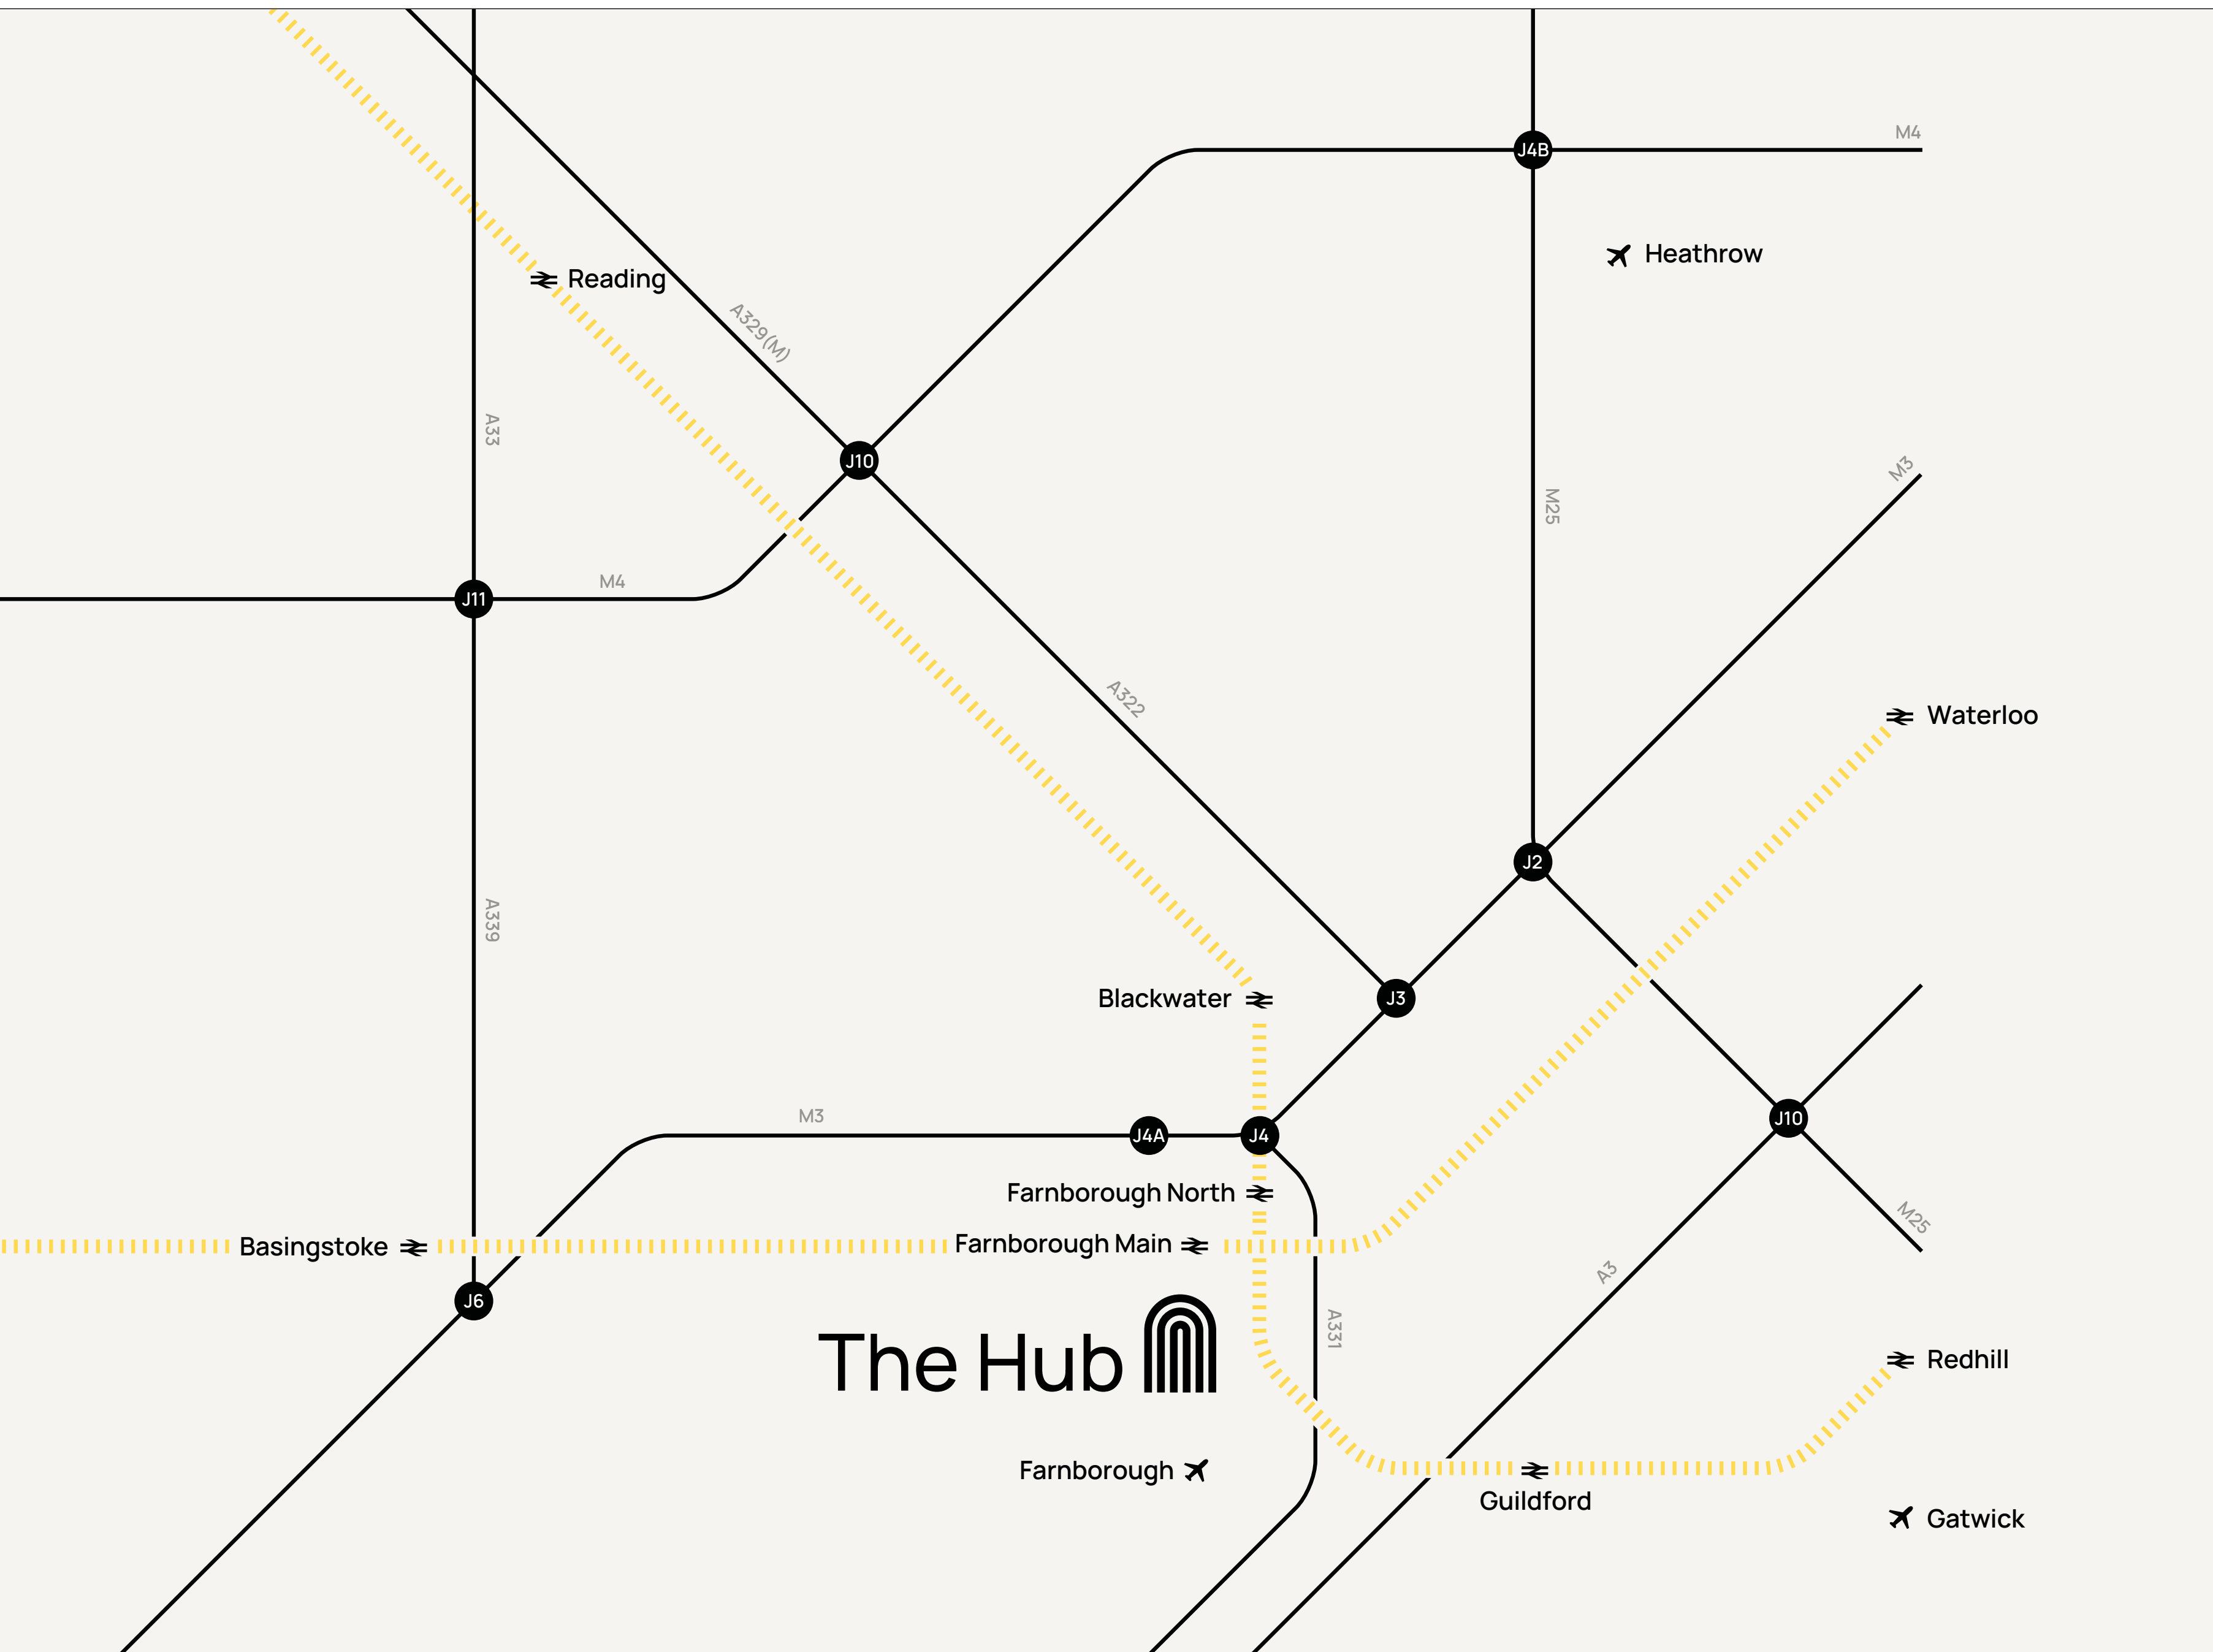 M4
J4B
Heathrow
Reading
A329(M)
A33
J10
M3
M25
J11
M4
A322
Waterloo
J2
A339
Blackwater
J3
M3
J4A
J4
J10
Farnborough North
M25
Basingstoke
Farnborough Main
A3
J6
The Hub
A331
Redhill
Farnborough
Guildford
Gatwick